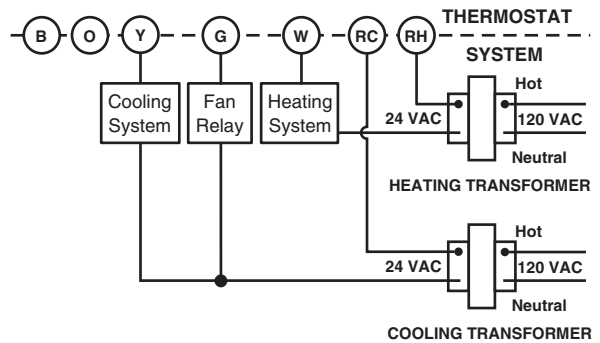 THERMOSTAT
B O Y G W RC RH
SYSTEM
Cooling
System
Fan
Relay
Heating
System
Hot
24 VAC
120 VAC
Neutral
HEATING TRANSFORMER
Hot
24 VAC
120 VAC
Neutral
COOLING TRANSFORMER